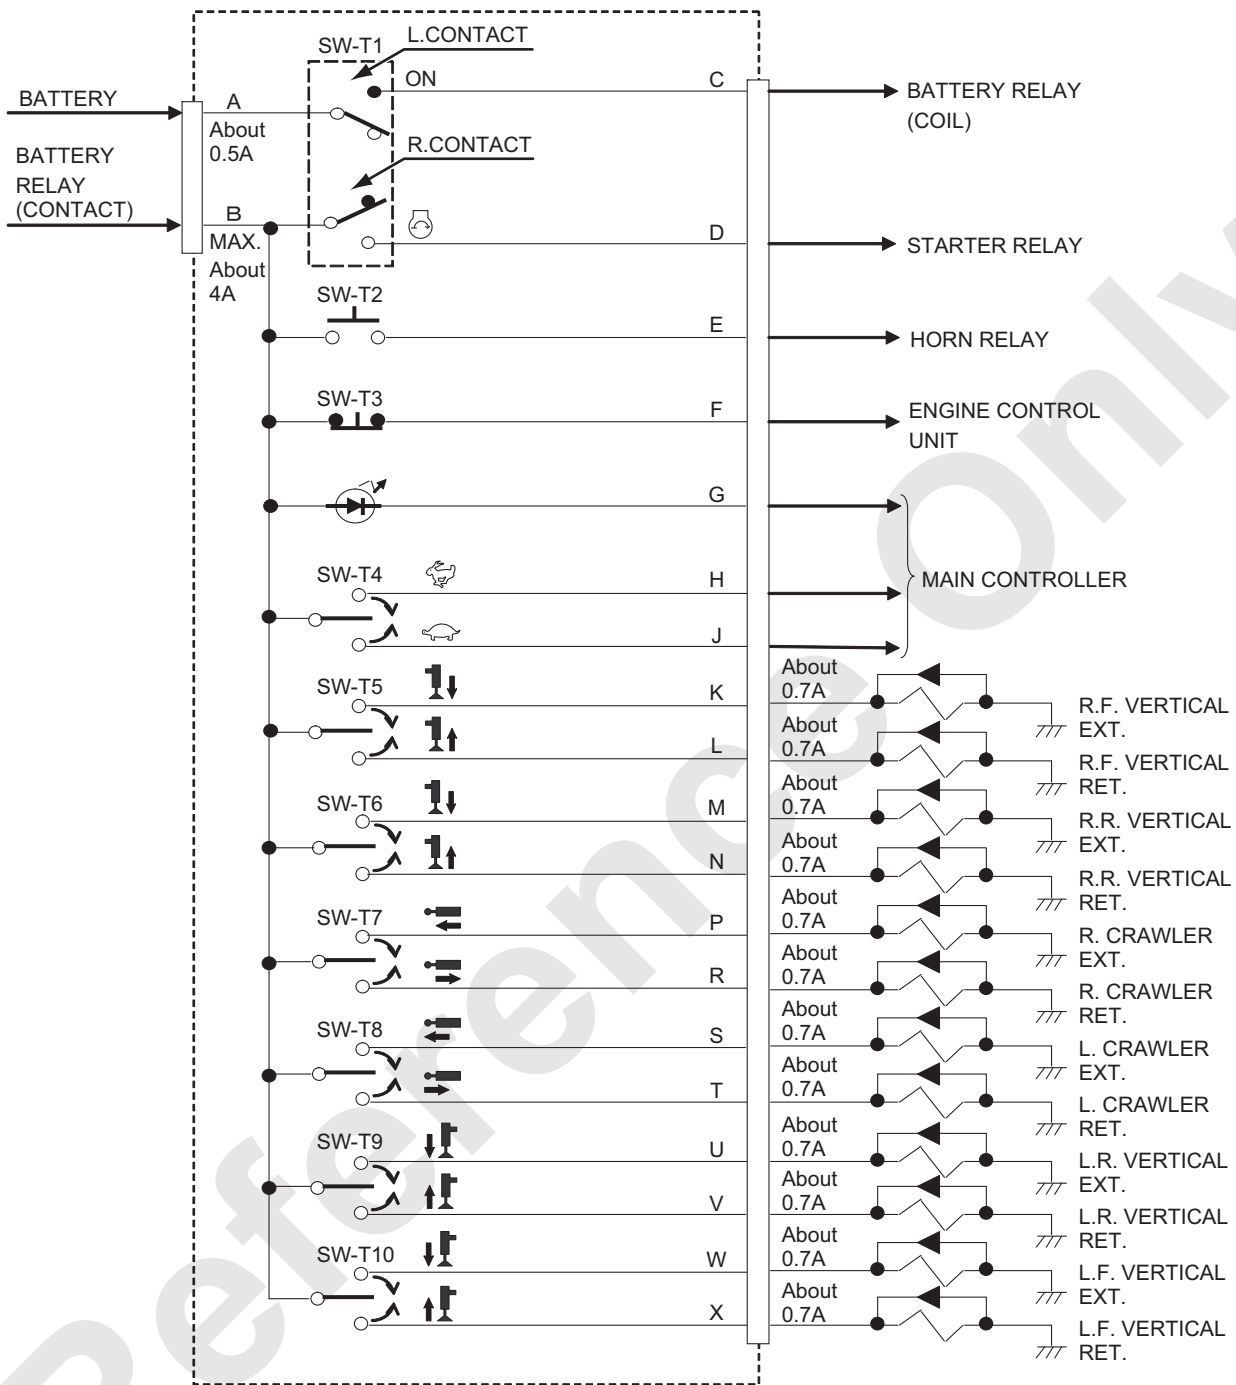 SW-T1
L.CONTACT
ON
C
BATTERY
A
About
0.5A
BATTERY RELAY
(COIL)
R.CONTACT
BATTERY
RELAY
(CONTACT)
B
MAX.
About
4A
D
STARTER RELAY
SW-T2
E
HORN RELAY
SW-T3
F
ENGINE CONTROL
UNIT
G
SW-T4
H
MAIN CONTROLLER
J
SW-T5
K
About
0.7A
R.F. VERTICAL
EXT.
L
About
0.7A
R.F. VERTICAL
RET.
SW-T6
M
About
0.7A
R.R. VERTICAL
EXT.
N
About
0.7A
R.R. VERTICAL
RET.
SW-T7
P
About
0.7A
R. CRAWLER
EXT.
R
About
0.7A
R. CRAWLER
RET.
SW-T8
S
About
0.7A
L. CRAWLER
EXT.
T
About
0.7A
L. CRAWLER
RET.
SW-T9
U
About
0.7A
L.R. VERTICAL
EXT.
V
About
0.7A
L.R. VERTICAL
RET.
SW-T10
W
About
0.7A
L.F. VERTICAL
EXT.
X
About
0.7A
L.F. VERTICAL
RET.
Reference Only